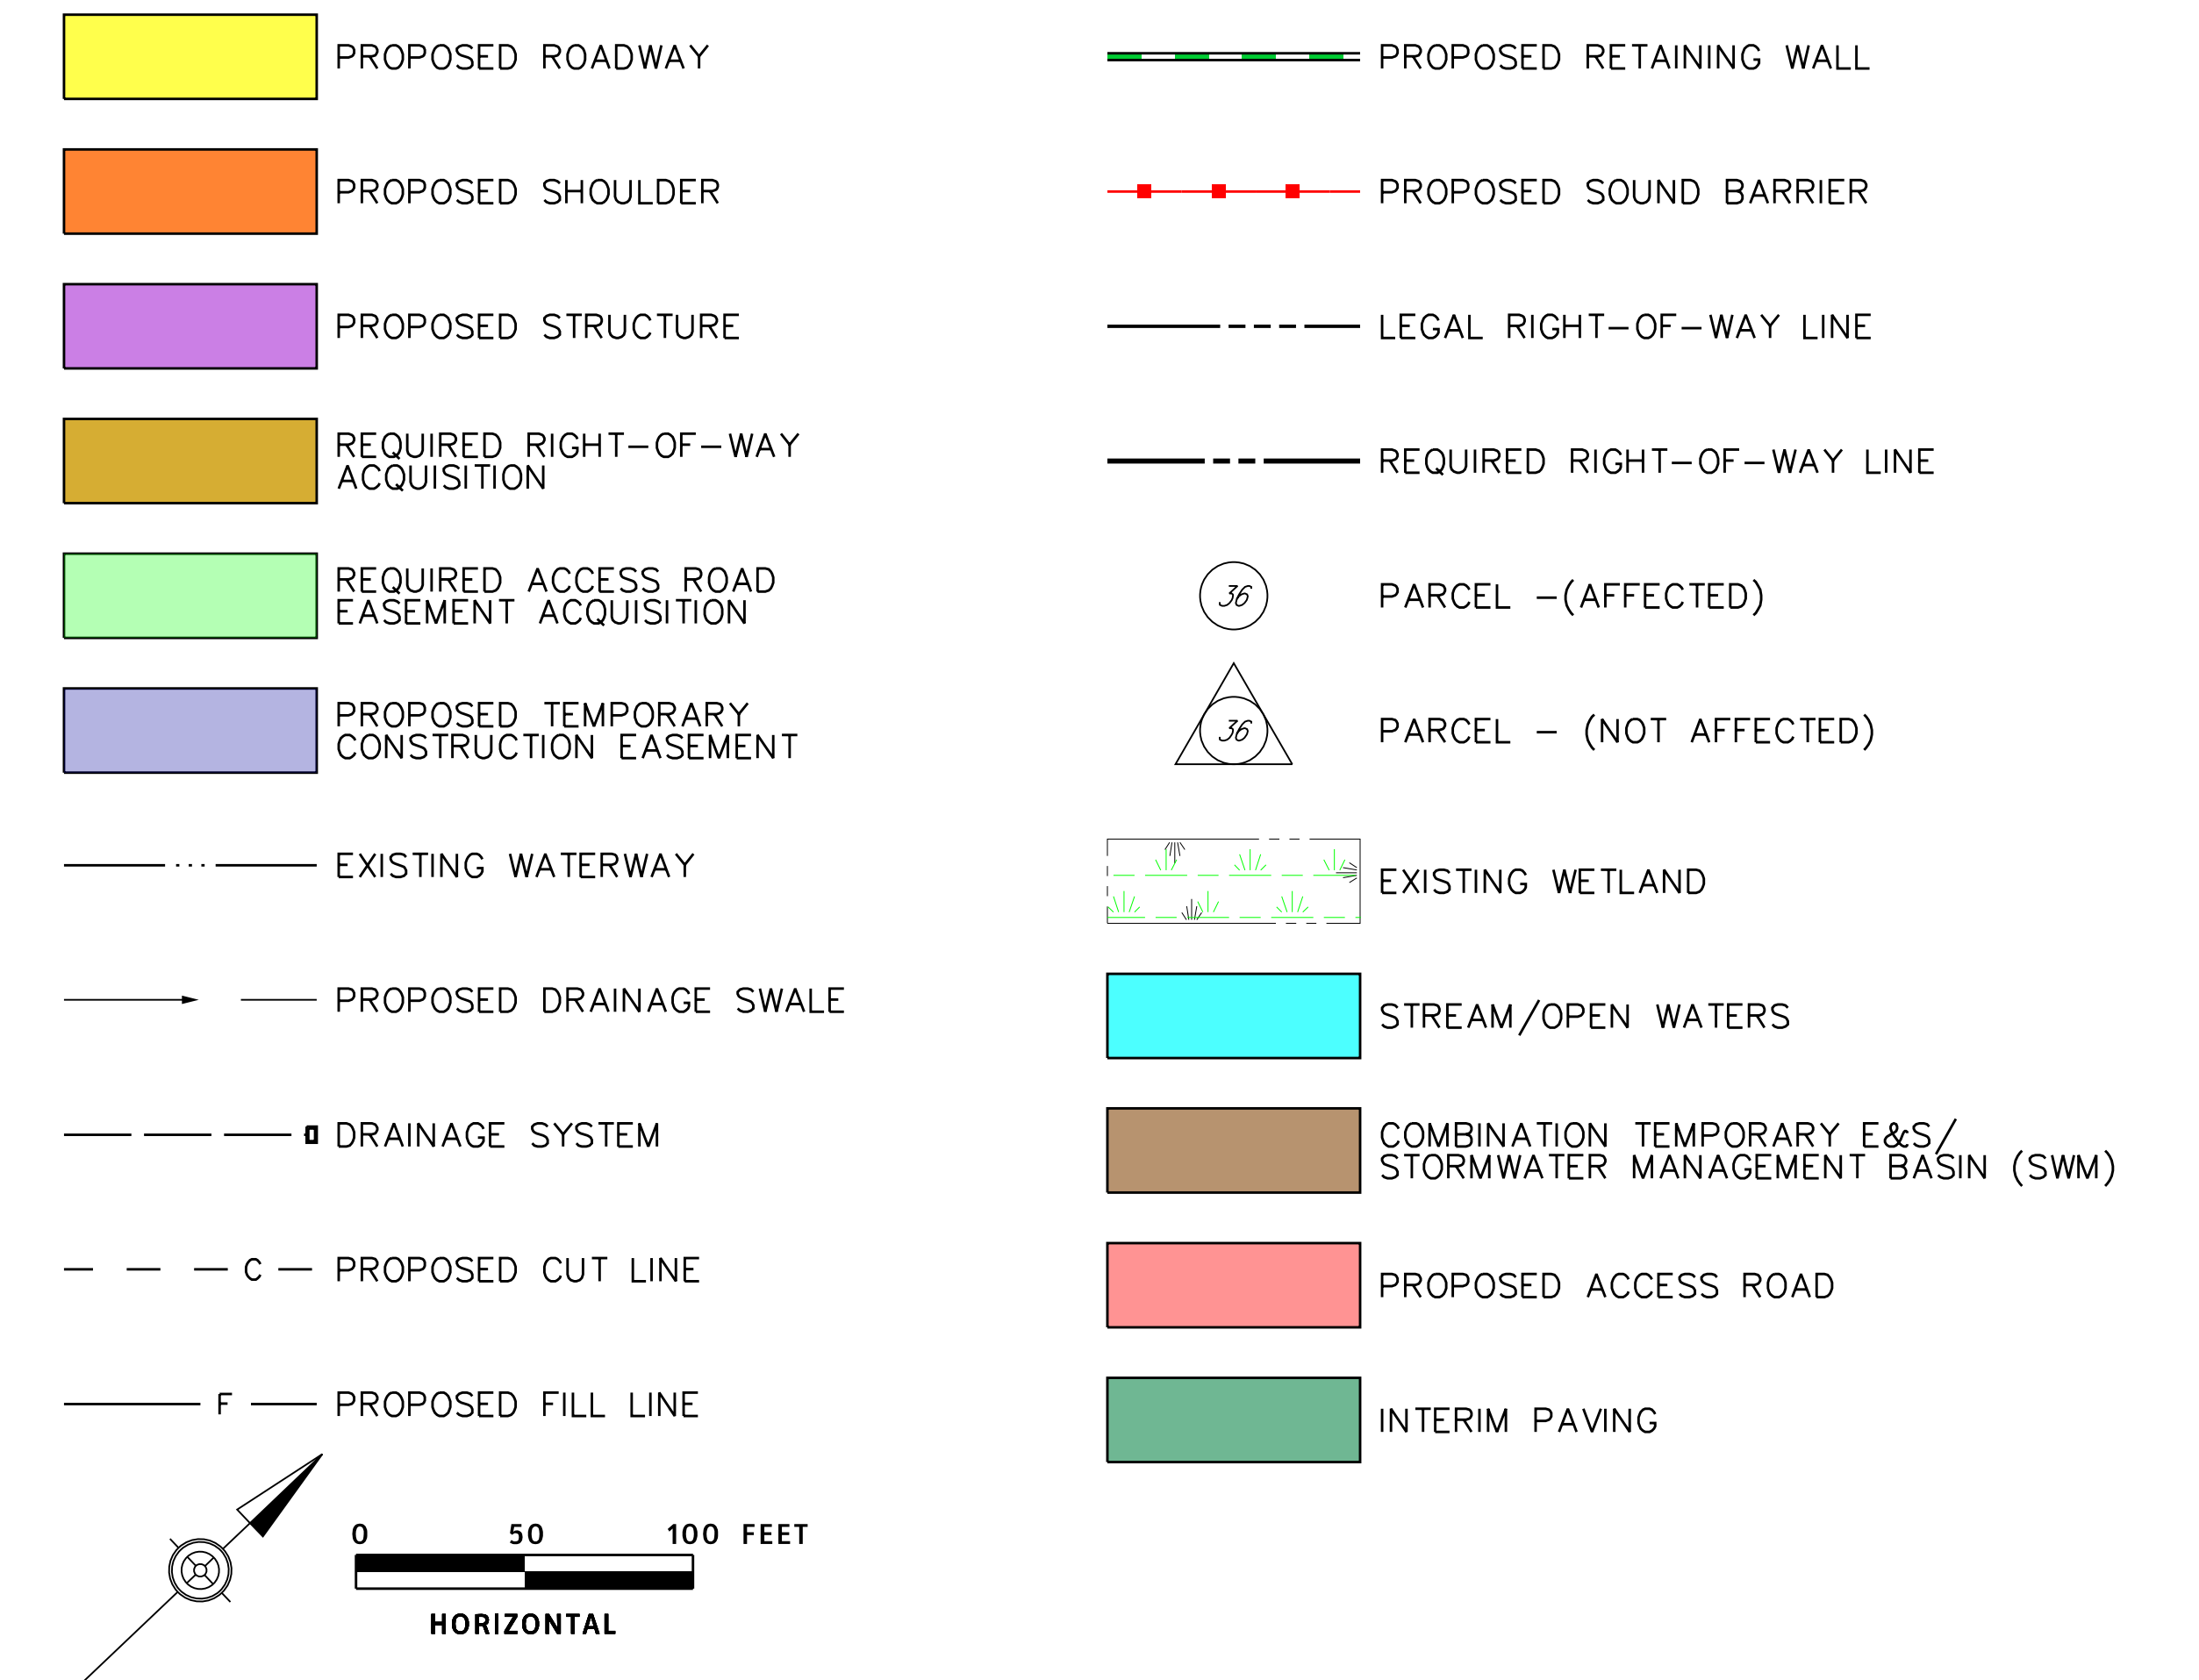 PROPOSED ROADWAY
PROPOSED SHOULDER
PROPOSED STRUCTURE
REQUIRED RIGHT-OF-WAY
ACQUISITION
REQUIRED ACCESS ROAD
EASEMENT ACQUISITION
PROPOSED TEMPORARY
CONSTRUCTION EASEMENT
EXISTING WATERWAY
PROPOSED DRAINAGE SWALE
DRAINAGE SYSTEM
C PROPOSED CUT LINE
F PROPOSED FILL LINE
0 50 100 FEET
HORIZONTAL
PROPOSED RETAINING WALL
PROPOSED SOUND BARRIER
LEGAL RIGHT-OF-WAY LINE
REQUIRED RIGHT-OF-WAY LINE
36 PARCEL -(AFFECTED)
36 PARCEL - (NOT AFFECTED)
EXISTING WETLAND
STREAM/OPEN WATERS
COMBINATION TEMPORARY E&S/
STORMWATER MANAGEMENT BASIN (SWM)
PROPOSED ACCESS ROAD
INTERIM PAVING